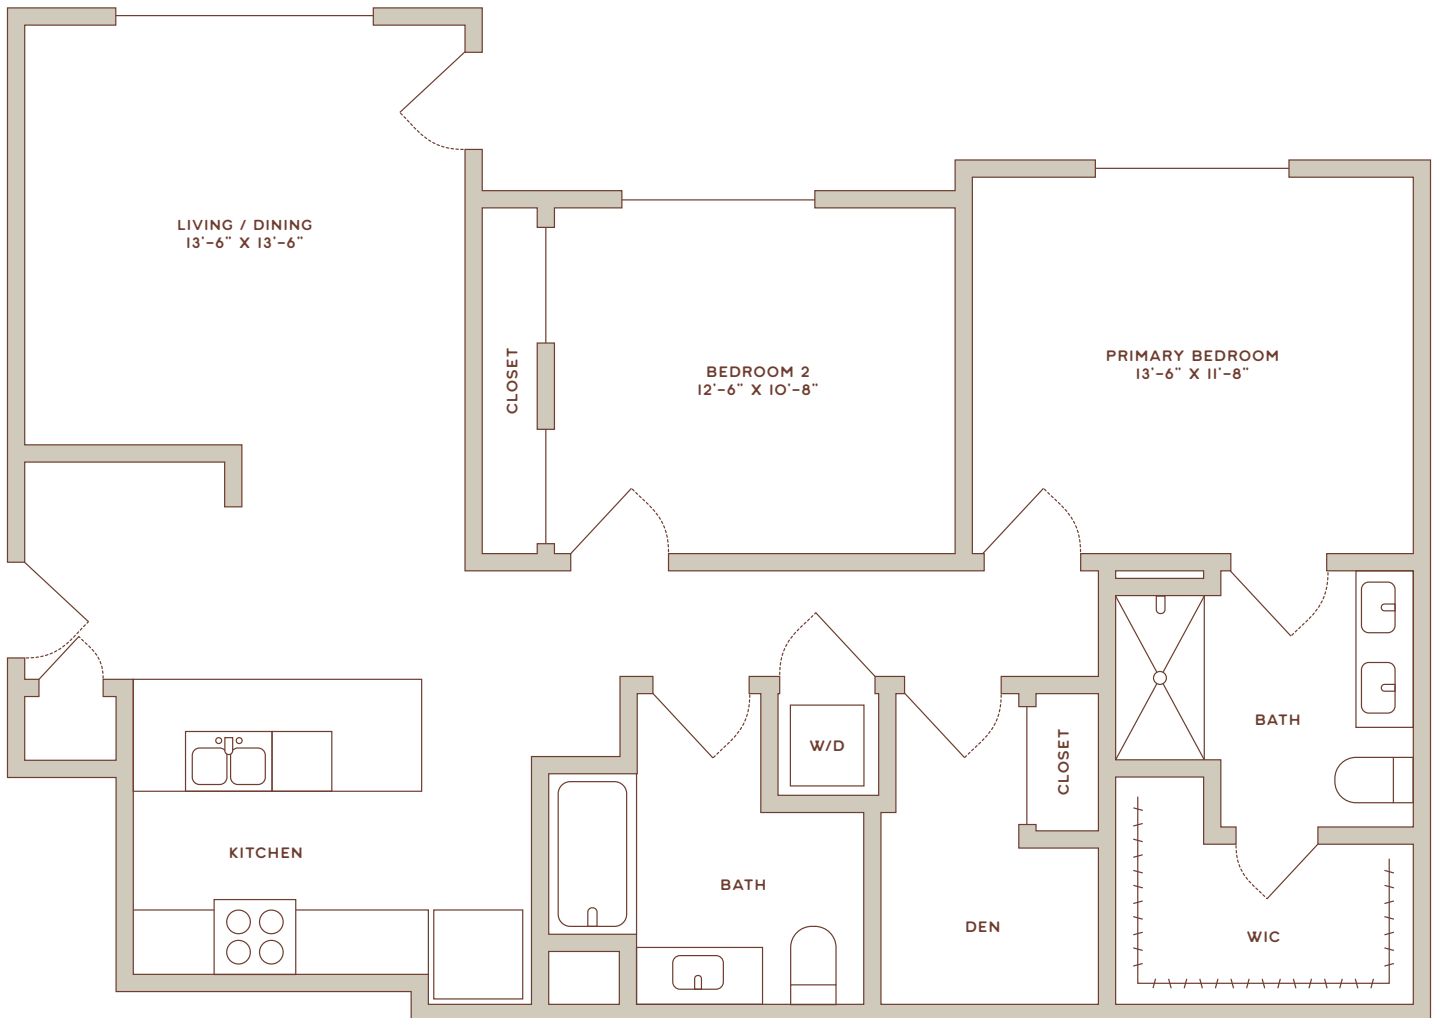 LIVING / DINING
13'-6" X 13'-6"
CLOSET
BEDROOM 2
12'-6" X 10'-8"
PRIMARY BEDROOM
13'-6" X 11'-8"
BATH
W/D
CLOSET
KITCHEN
BATH
DEN
WIC